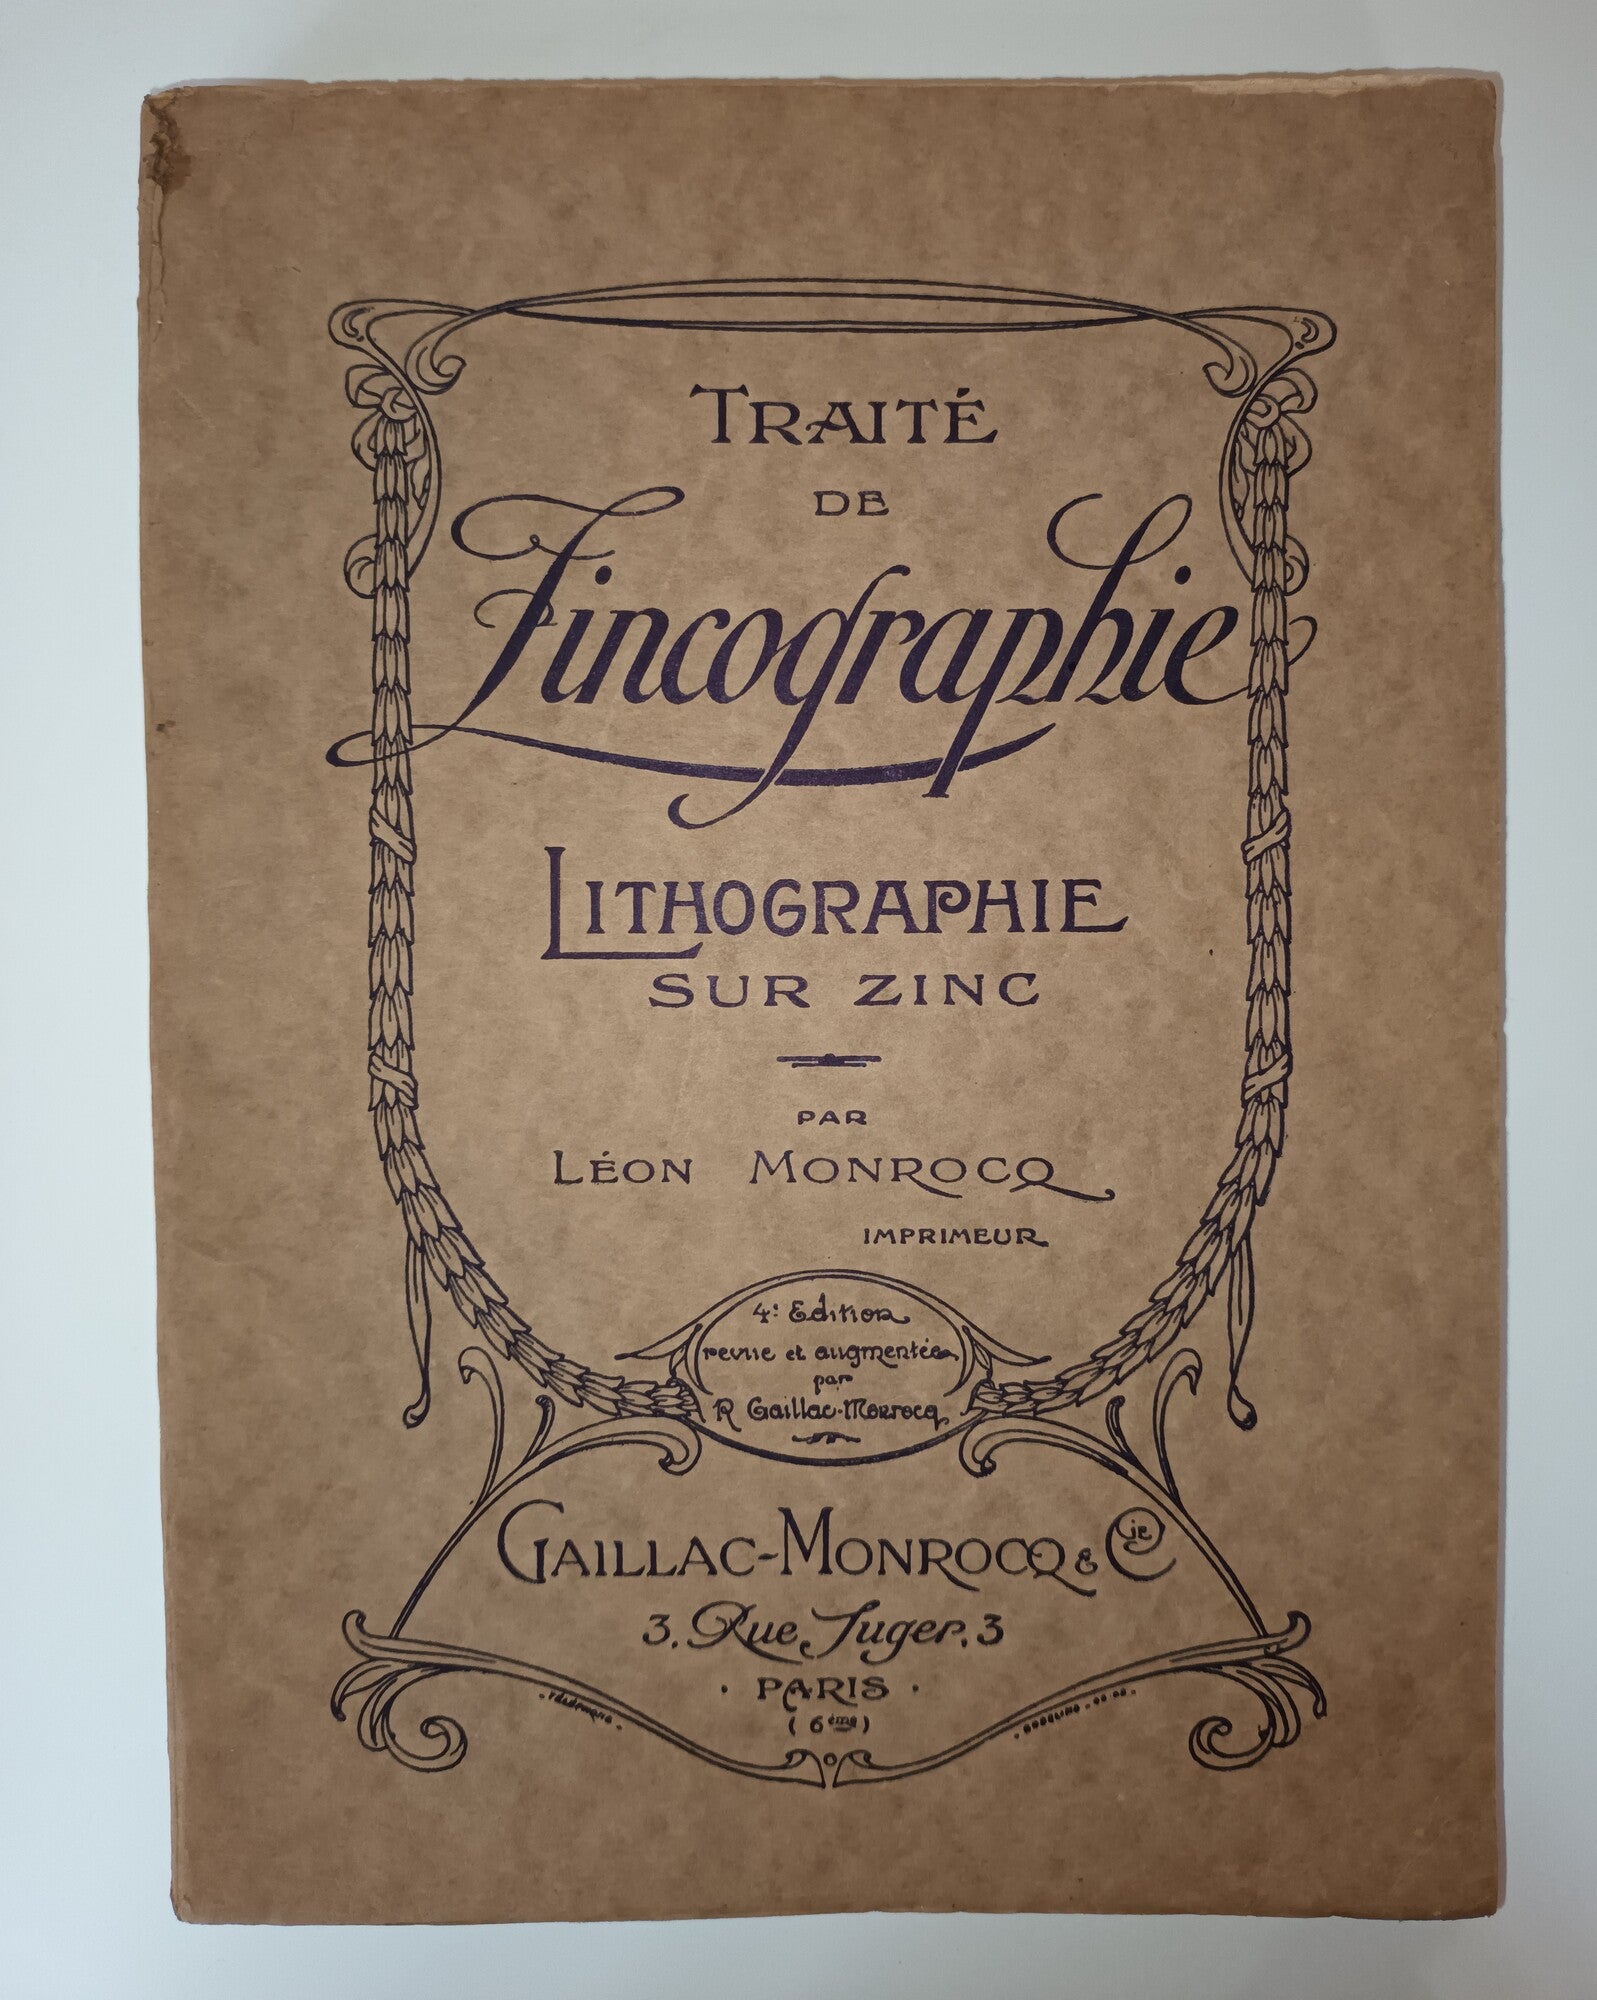 TRAITÉ
DE
Zincographie
LITHOGRAPHIE
SUR ZINC
PAR
LÉON MONROCQ
IMPRIMEUR
4e Edition
revue et augmentée
par
R Gaillac-Monrocq
GAILLAC-MONROCQ & Cie
3, Rue Suger, 3
· PARIS ·
(6ème)